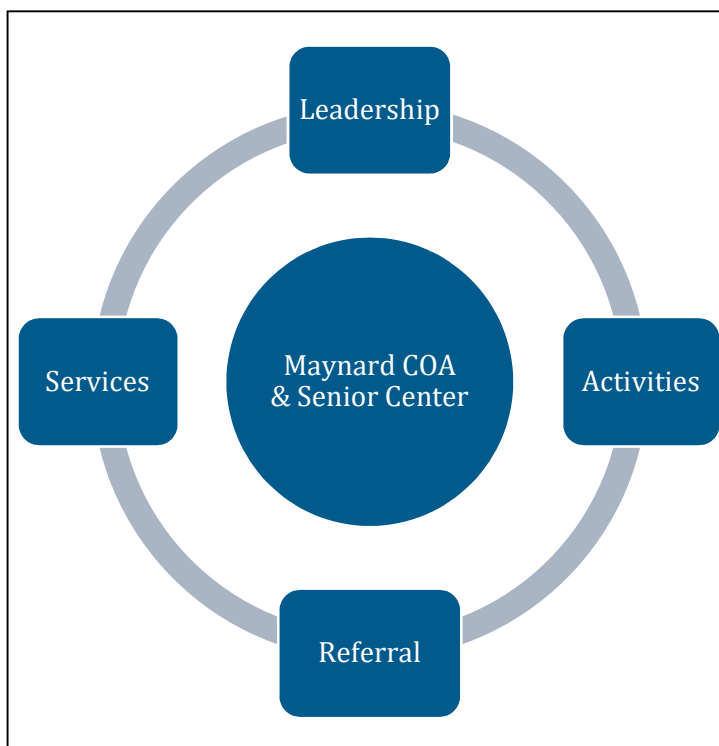 Leadership
Services
Maynard COA
& Senior Center
Activities
Referral